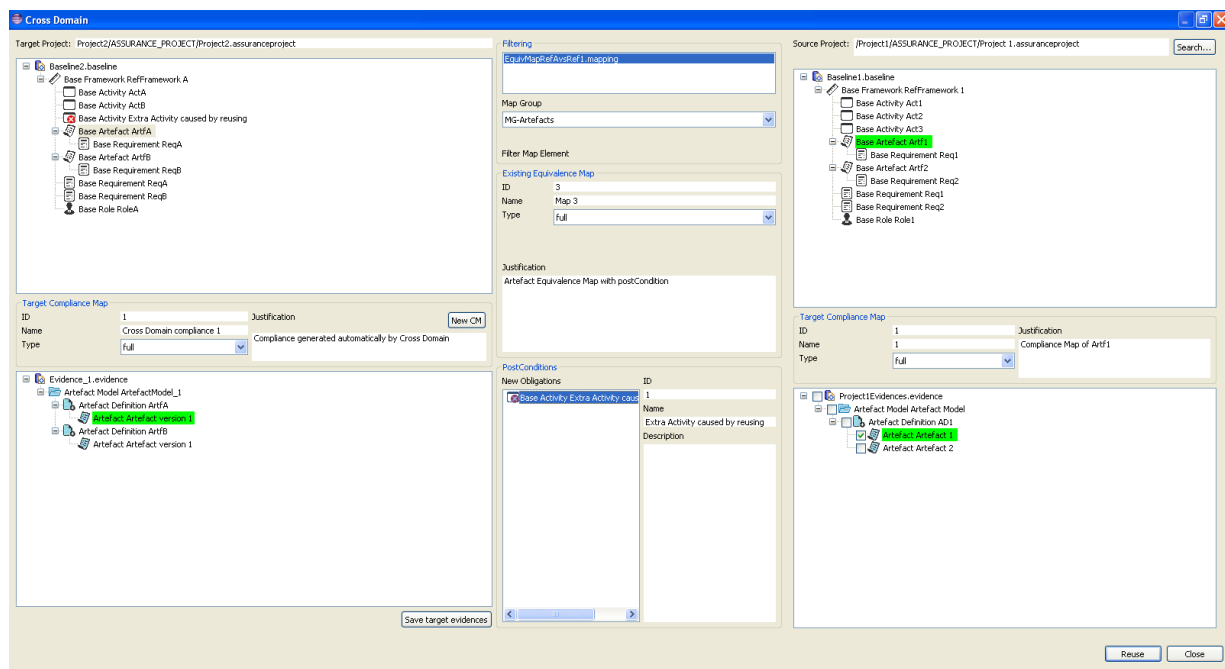 Cross Domain
Target Project: Project2/ASSURANCE_PROJECT/Project2.assuranceproject
Baseline2.baseline
Base Framework RefFramework A
Base Activity ActA
Base Activity ActB
Base Activity Extra Activity caused by reusing
Base Artefact ArtfA
Base Requirement ReqA
Base Artefact ArtfB
Base Requirement ReqB
Base Requirement ReqA
Base Requirement ReqB
Base Role RoleA
Target Compliance Map
ID 1 Justification New CM
Name Cross Domain compliance 1 Compliance generated automatically by Cross Domain
Type full
Evidence_1.evidence
Artefact Model ArtefactModel_1
Artefact Definition ArtfA
Artefact Artefact version 1
Artefact Definition ArtfB
Artefact Artefact version 1
Save target evidences
Filtering
EquivMapRefAvsRef1.mapping
Map Group
MG-Artefacts
Filter Map Element
Existing Equivalence Map
ID 3
Name Map 3
Type full
Justification
Artefact Equivalence Map with postCondition
PostConditions
New Obligations ID
Base Activity Extra Activity caus 1
Name
Extra Activity caused by reusing
Description
Source Project: /Project1/ASSURANCE_PROJECT/Project 1.assuranceproject Search...
Baseline1.baseline
Base Framework RefFramework 1
Base Activity Act1
Base Activity Act2
Base Activity Act3
Base Artefact Artf1
Base Requirement Req1
Base Artefact Artf2
Base Requirement Req2
Base Requirement Req1
Base Requirement Req2
Base Role Role1
Target Compliance Map
ID 1 Justification
Name 1 Compliance Map of Artf1
Type full
Project1Evidences.evidence
Artefact Model Artefact Model
Artefact Definition AD1
Artefact Artefact 1
Artefact Artefact 2
Reuse Close